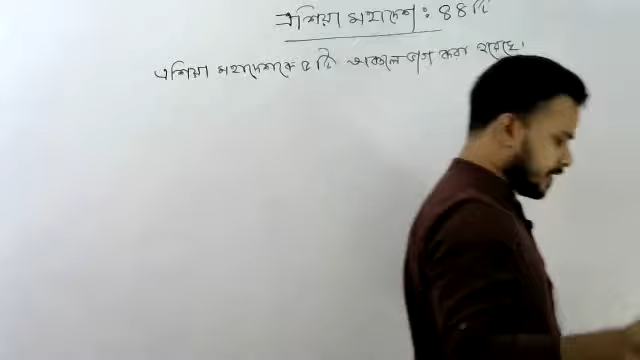 এশিয়া মহাদেশ : ৪৪টি
এশিয়া মহাদেশকে ৫টি অঞ্চলে ভাগ করা হয়েছে।